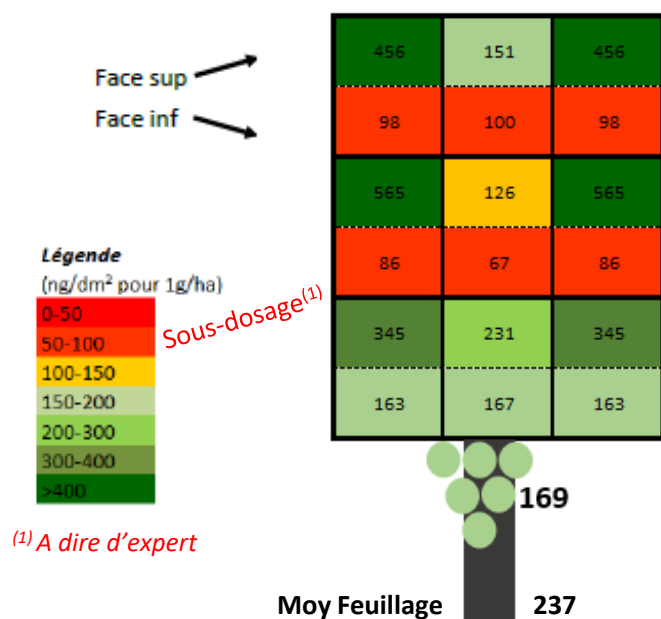 Face sup
Face inf
456 151 456
98 100 98
565 126 565
86 67 86
345 231 345
163 167 163
Légende
(ng/dm² pour 1g/ha)
0-50
50-100
100-150
150-200
200-300
300-400
>400
Sous-dosage(1)
(1) A dire d'expert
169
Moy Feuillage 237